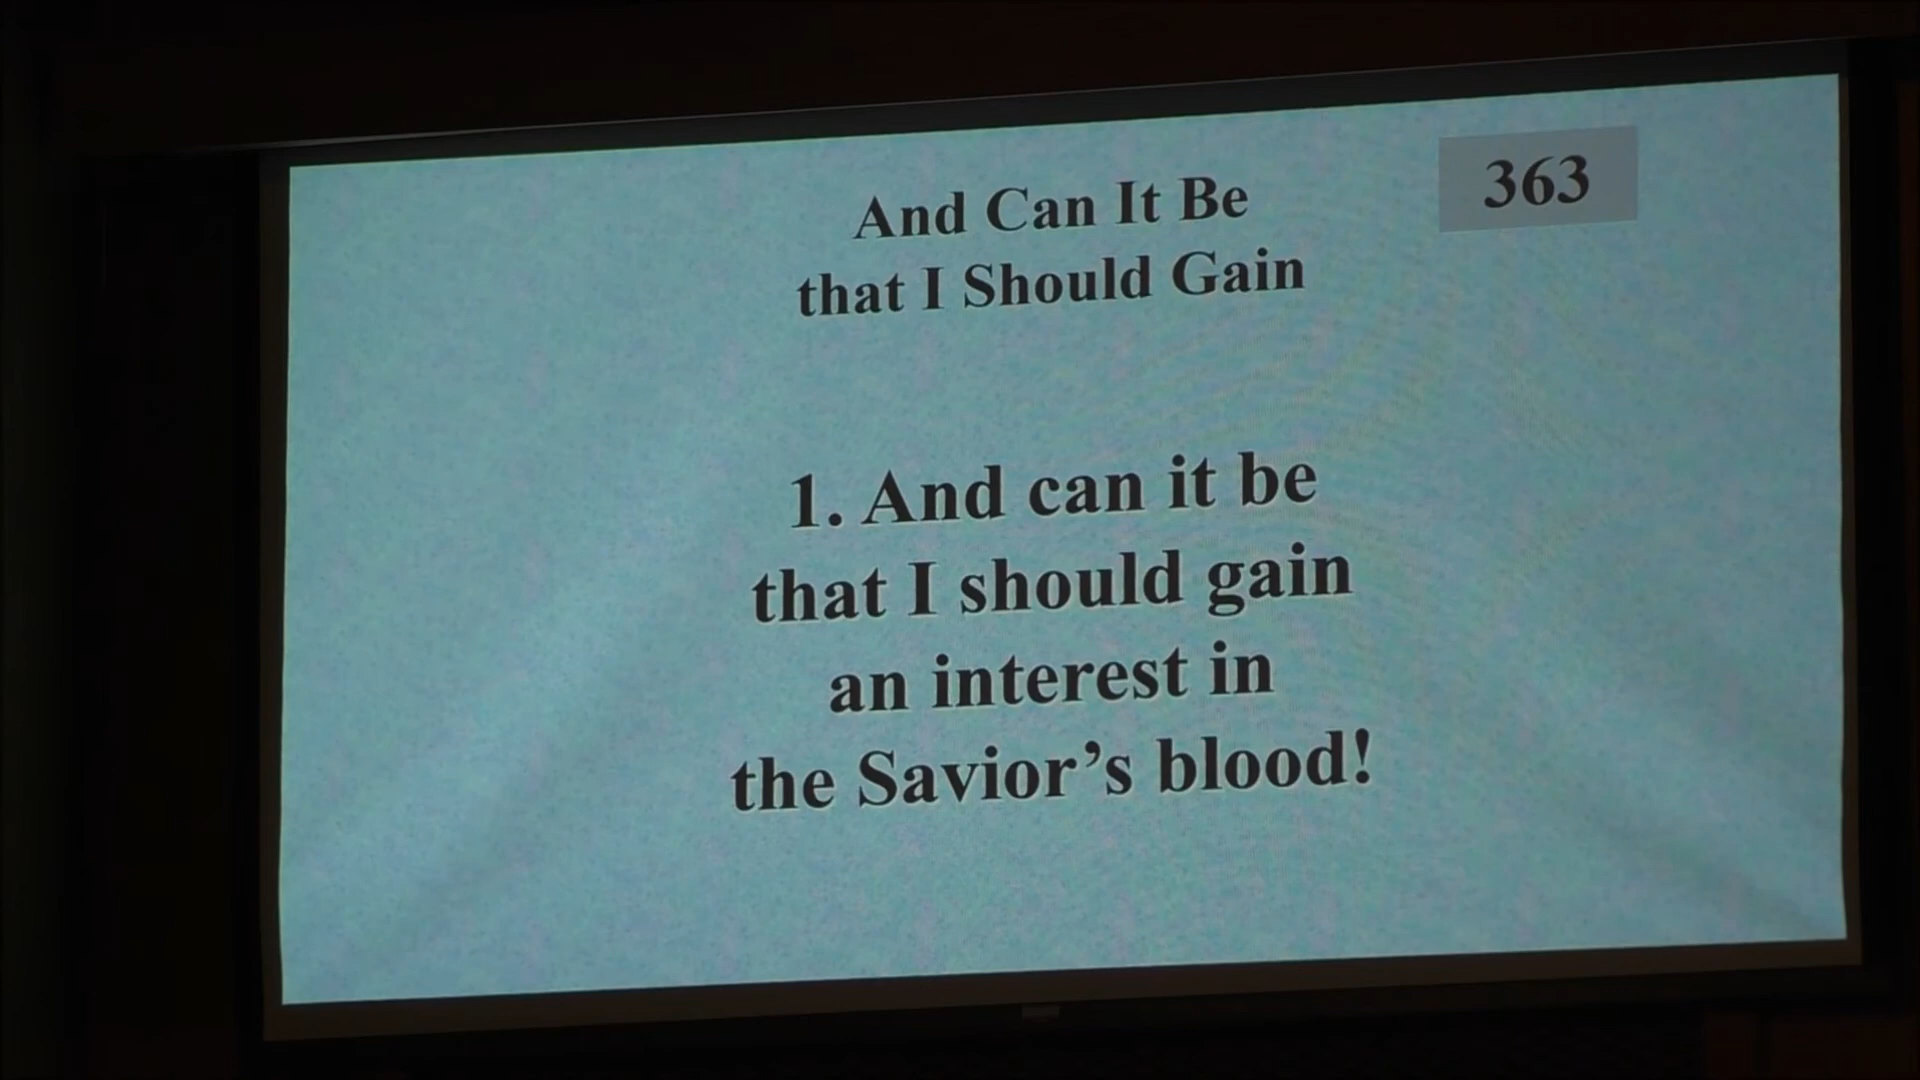 And Can It Be
that I Should Gain
363
1. And can it be
that I should gain
an interest in
the Savior’s blood!